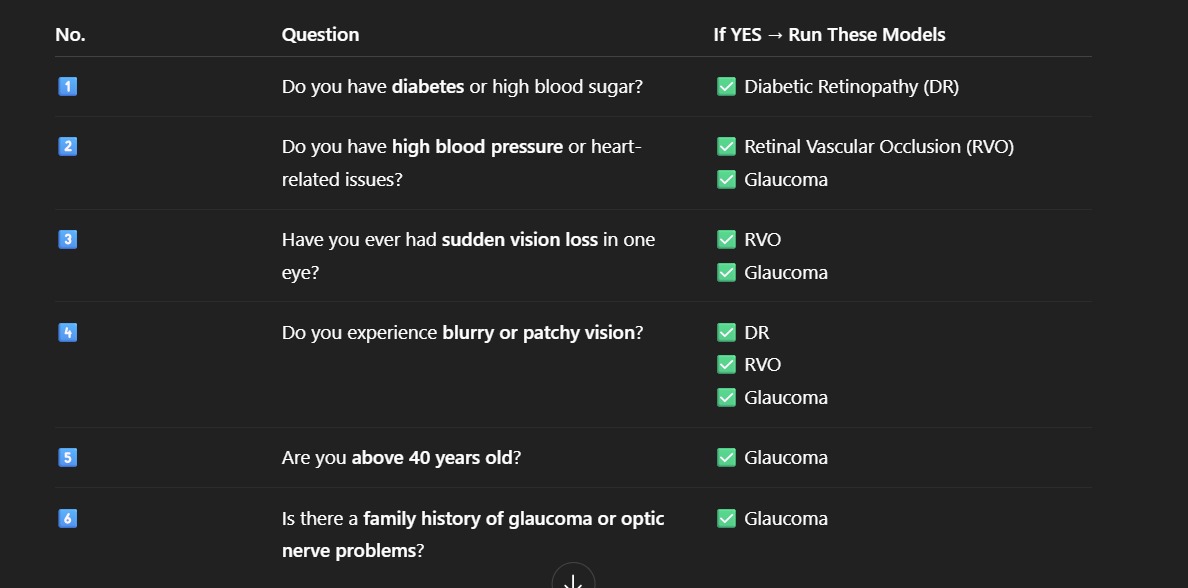 No. Question If YES → Run These Models
1️⃣ Do you have diabetes or high blood sugar? ✅ Diabetic Retinopathy (DR)
2️⃣ Do you have high blood pressure or heart-
related issues?
✅ Retinal Vascular Occlusion (RVO)
✅ Glaucoma
3️⃣ Have you ever had sudden vision loss in one
eye?
✅ RVO
✅ Glaucoma
4️⃣ Do you experience blurry or patchy vision?
✅ DR
✅ RVO
✅ Glaucoma
5️⃣ Are you above 40 years old? ✅ Glaucoma
6️⃣ Is there a family history of glaucoma or optic
nerve problems?
✅ Glaucoma